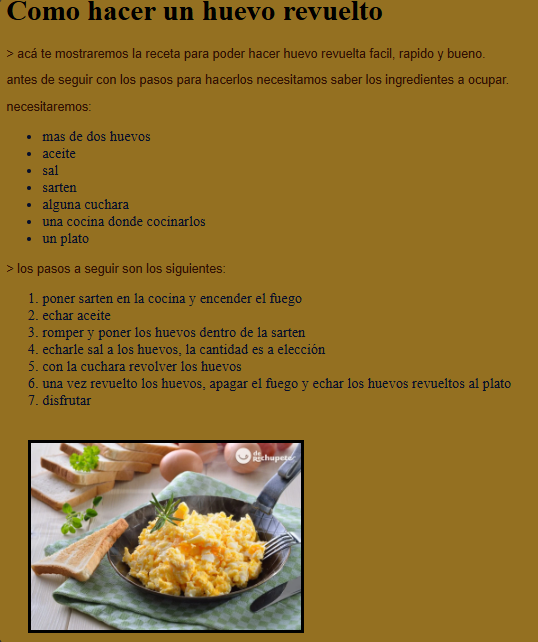 Como hacer un huevo revuelto
> acá te mostraremos la receta para poder hacer huevo revuelta facil, rapido y bueno.
antes de seguir con los pasos para hacerlos necesitamos saber los ingredientes a ocupar.
necesitaremos:
• mas de dos huevos
• aceite
• sal
• sarten
• alguna cuchara
• una cocina donde cocinarlos
• un plato
> los pasos a seguir son los siguientes:
1. poner sarten en la cocina y encender el fuego
2. echar aceite
3. romper y poner los huevos dentro de la sarten
4. echarle sal a los huevos, la cantidad es a elección
5. con la cuchara revolver los huevos
6. una vez revuelto los huevos, apagar el fuego y echar los huevos revueltos al plato
7. disfrutar
de
Rechupete